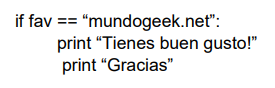 if fav == “mundogeek.net”:
print “Tienes buen gusto!”
print “Gracias”